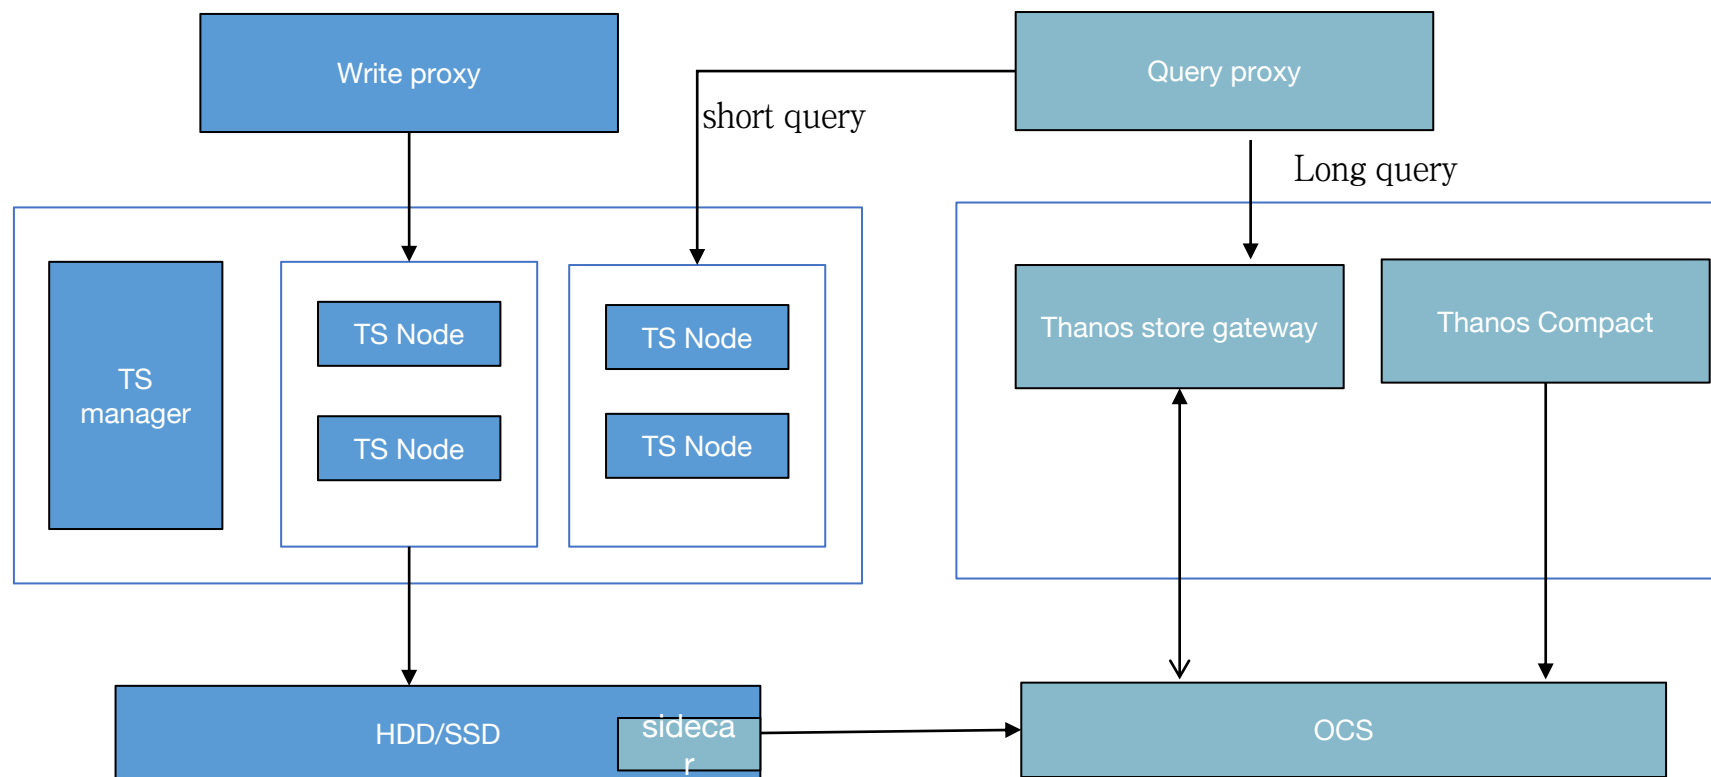 Write proxy
Query proxy
short query
Long query
TS
manager
TS Node
TS Node
TS Node
TS Node
Thanos store gateway
Thanos Compact
HDD/SSD
sideca
r
OCS